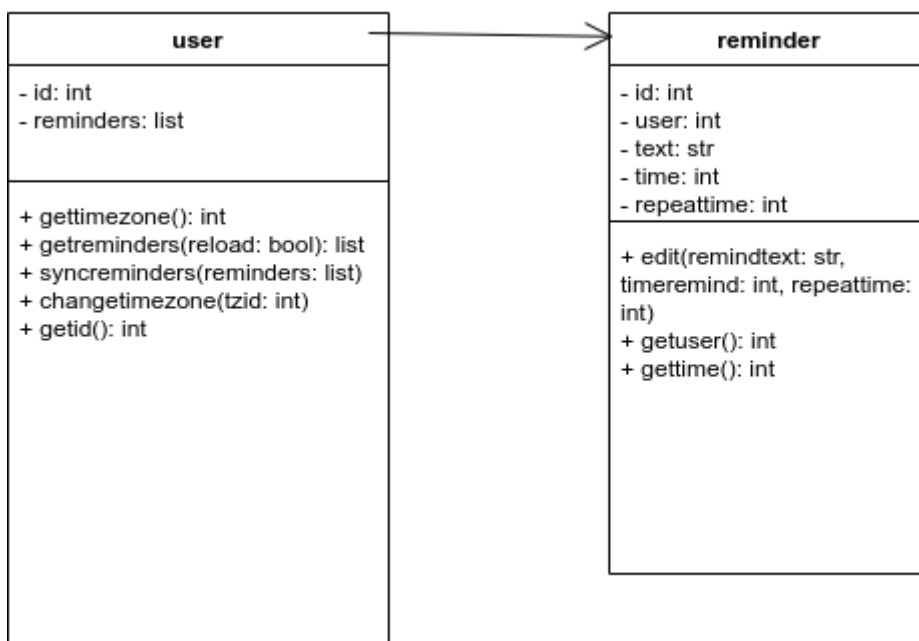 user
- id: int
- reminders: list
+ gettimezone(): int
+ getreminders(reload: bool): list
+ syncreminders(reminders: list)
+ changetimezone(tzid: int)
+ getid(): int
reminder
- id: int
- user: int
- text: str
- time: int
- repeattime: int
+ edit(remindtext: str,
timeremind: int, repeattime:
int)
+ getuser(): int
+ gettime(): int